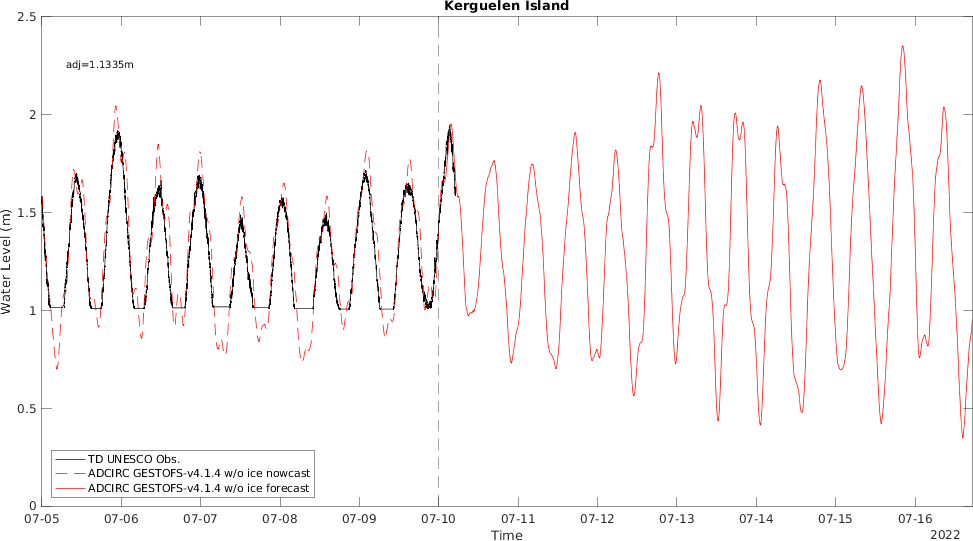 Kerguelen Island
2.5
adj=1.1335m
2
1.5
Water Level (m)
1
0.5
TD UNESCO Obs.
ADCIRC GESTOFS-v4.1.4 w/o ice nowcast
ADCIRC GESTOFS-v4.1.4 w/o ice forecast
0
07-05 07-06 07-07 07-08 07-09 07-10 07-11 07-12 07-13 07-14 07-15 07-16
Time
2022